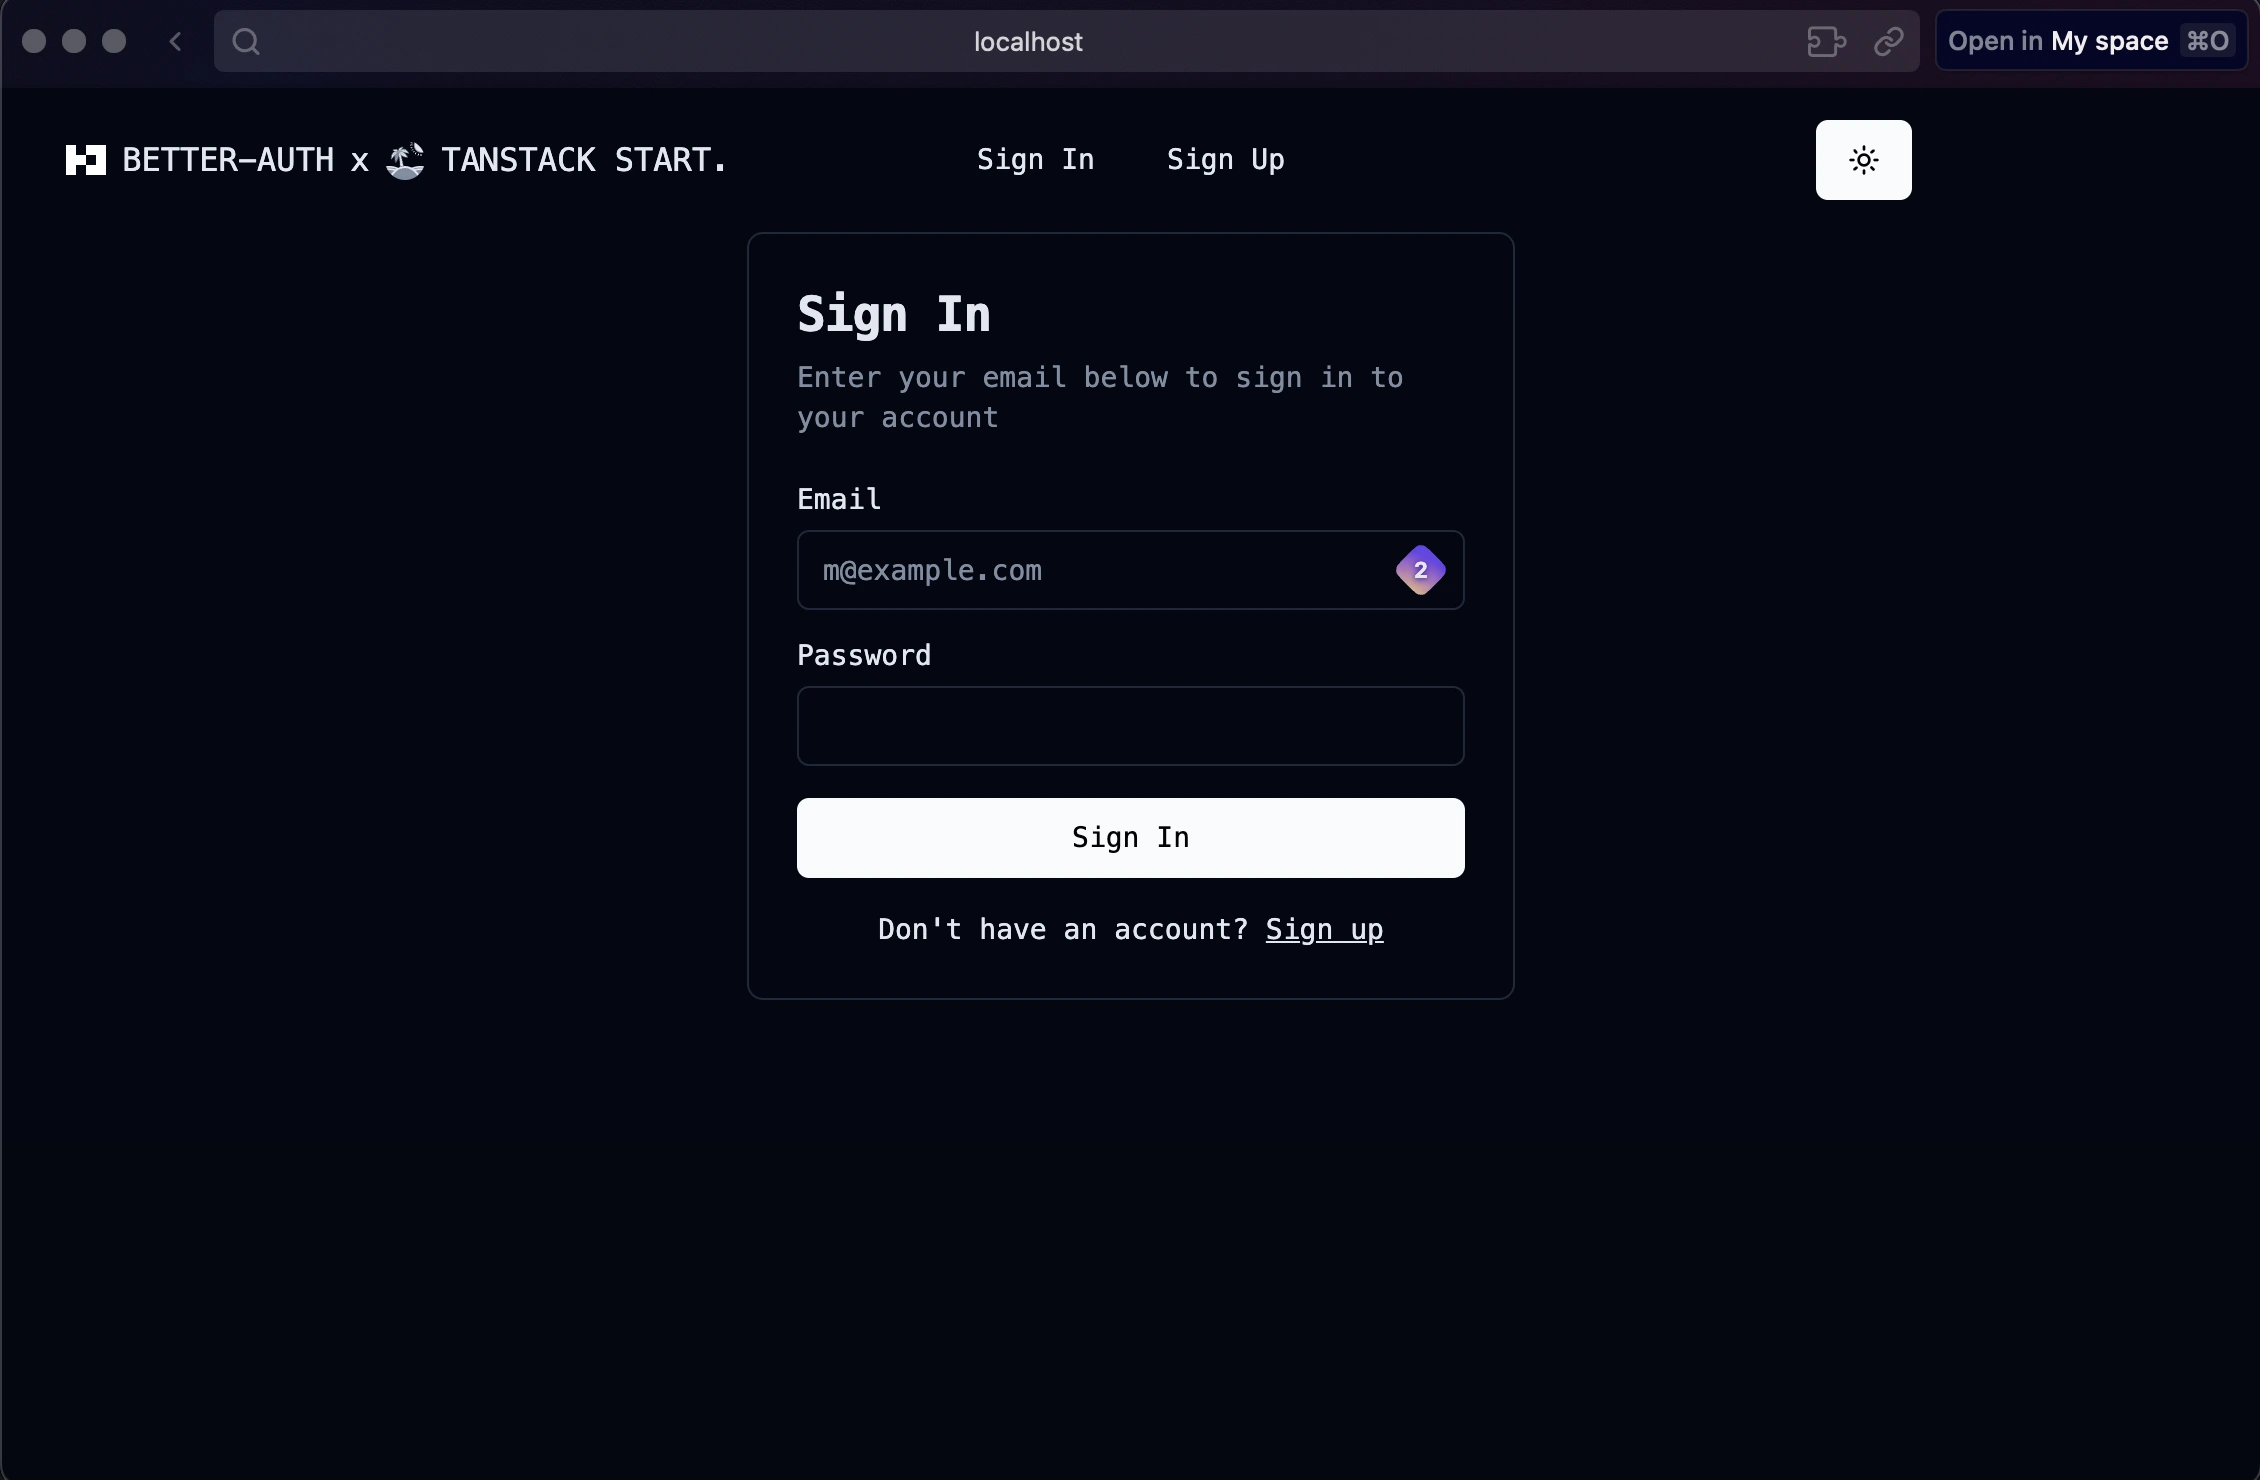 localhost
Open in My space ⌘O
BETTER-AUTH x TANSTACK START.
Sign In
Sign Up
Sign In
Enter your email below to sign in to
your account
Email
m@example.com
2
Password
Sign In
Don't have an account? Sign up